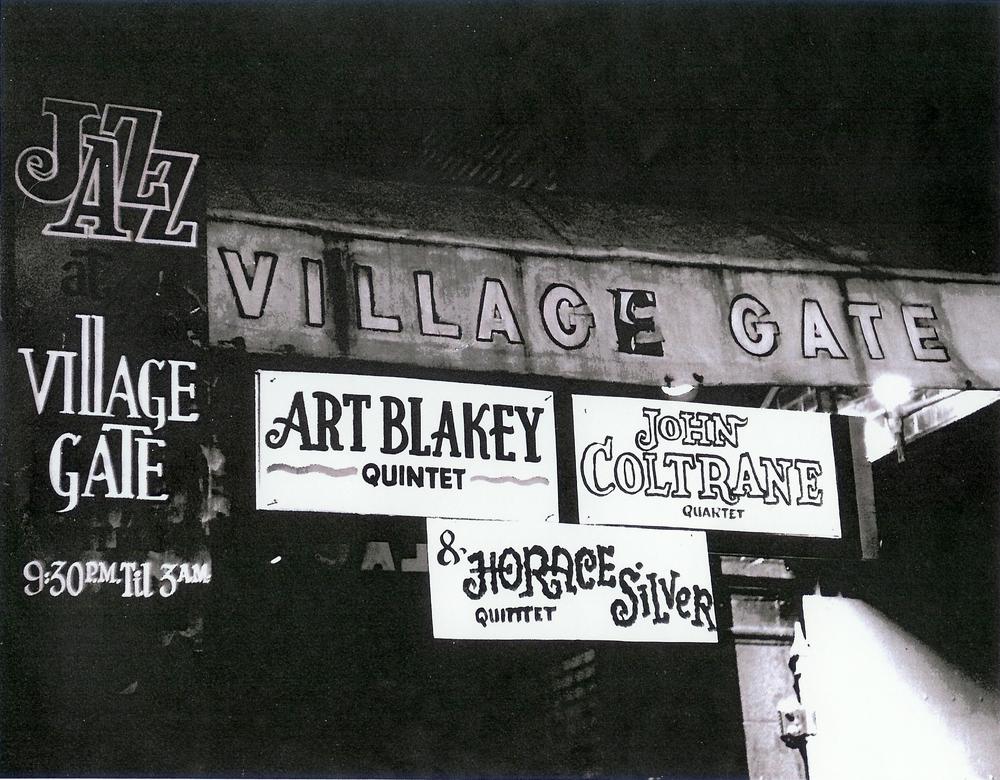 JAZZ
at
VILLAGE
GATE
9:30 P.M. Til 3 A.M.
VILLAGE GATE
ART BLAKEY
QUINTET
JOHN
COLTRANE
QUARTET
& HORACE SILVER
QUINTET